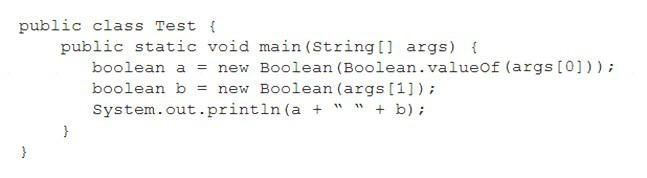 public class Test {
public static void main(String[] args) {
boolean a = new Boolean(Boolean.valueOf(args[0]));
boolean b = new Boolean(args[1]);
System.out.println(a + “ “ + b);
}
}